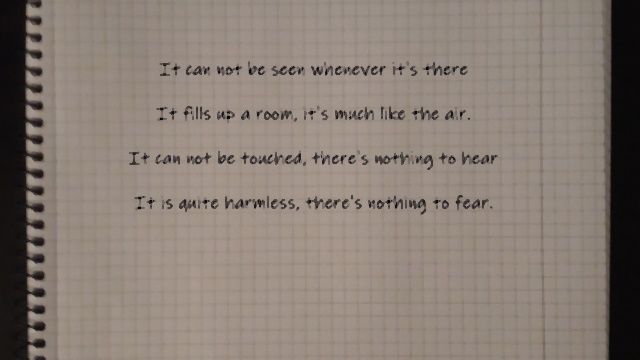 It can not be seen whenever it's there
It fills up a room, it's much like the air.
It can not be touched, there's nothing to hear
It is quite harmless, there's nothing to fear.